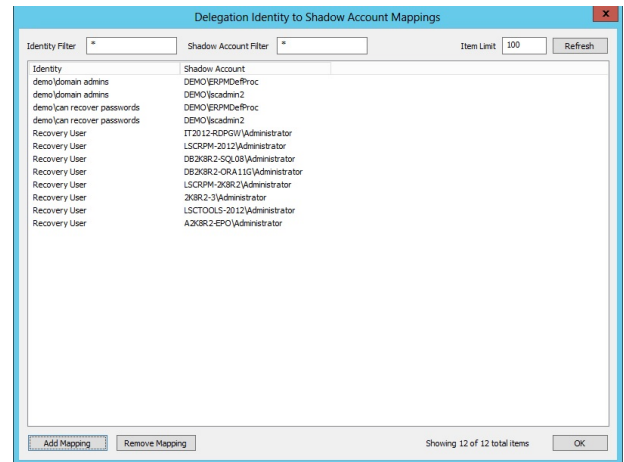 Delegation Identity to Shadow Account Mappings
x
Identity Filter * Shadow Account Filter * Item Limit 100 Refresh
Identity Shadow Account
demo\domain admins DEMO\ERPMDefProc
demo\domain admins DEMO\lscadmin2
demo\can recover passwords DEMO\ERPMDefProc
demo\can recover passwords DEMO\lscadmin2
Recovery User IT2012-RDPGW\Administrator
Recovery User LSCRPM-2012\Administrator
Recovery User DB2K8R2-SQL08\Administrator
Recovery User DB2K8R2-ORA11G\Administrator
Recovery User LSCRPM-2K8R2\Administrator
Recovery User 2K8R2-3\Administrator
Recovery User LSCTOOLS-2012\Administrator
Recovery User A2K8R2-EPO\Administrator
Add Mapping Remove Mapping Showing 12 of 12 total items OK